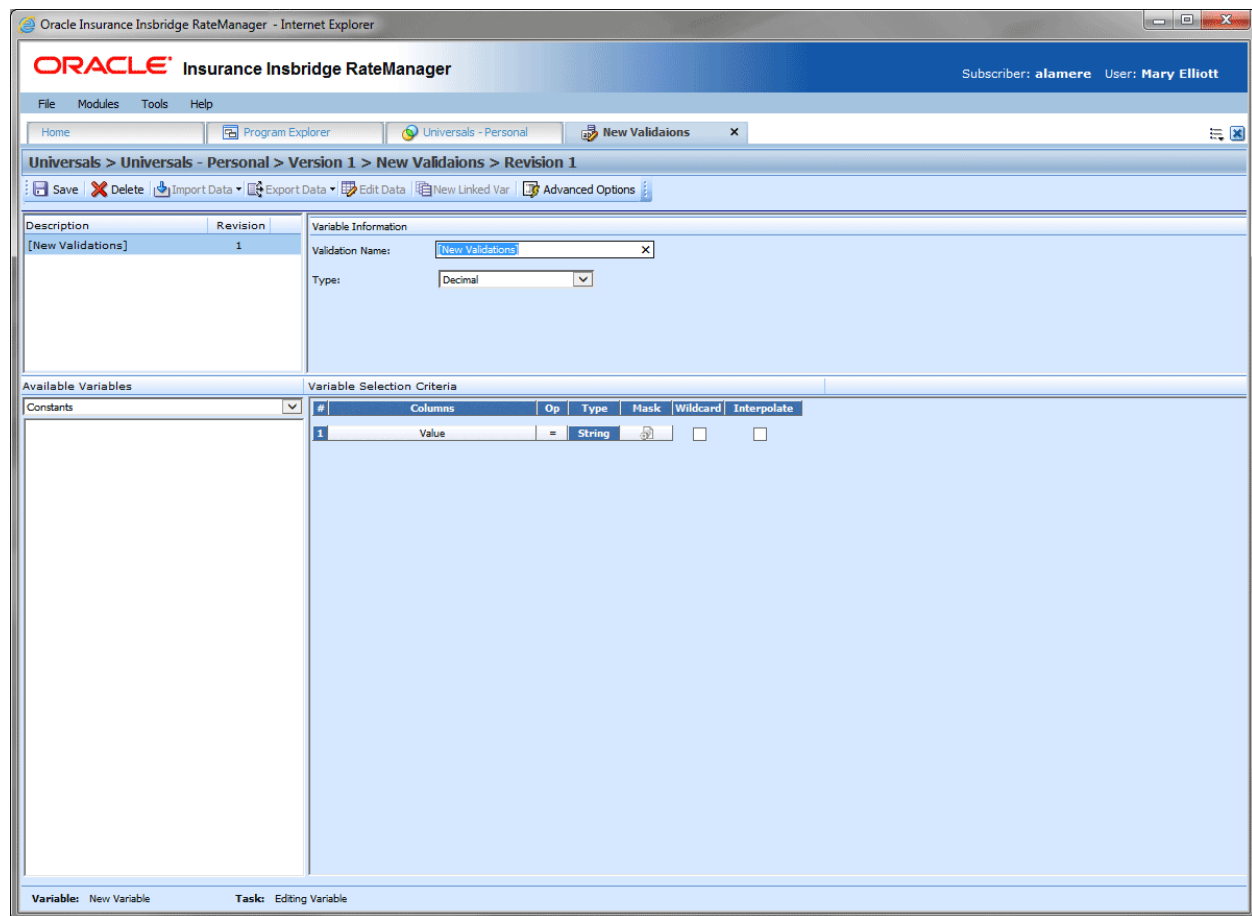 Oracle Insurance Insbridge RateManager - Internet Explorer
ORACLE® Insurance Insbridge RateManager
Subscriber: alamere User: Mary Elliott
File Modules Tools Help
Home Program Explorer Universals - Personal New Validaions
Universals > Universals - Personal > Version 1 > New Validaions > Revision 1
Save Delete Import Data Export Data Edit Data New Linked Var Advanced Options
Description Revision
[New Validations] 1
Variable Information
Validation Name: [New Validations]
Type: Decimal
Available Variables
Constants
Variable Selection Criteria
# Columns Op Type Mask Wildcard Interpolate
1 Value = String
Variable: New Variable Task: Editing Variable